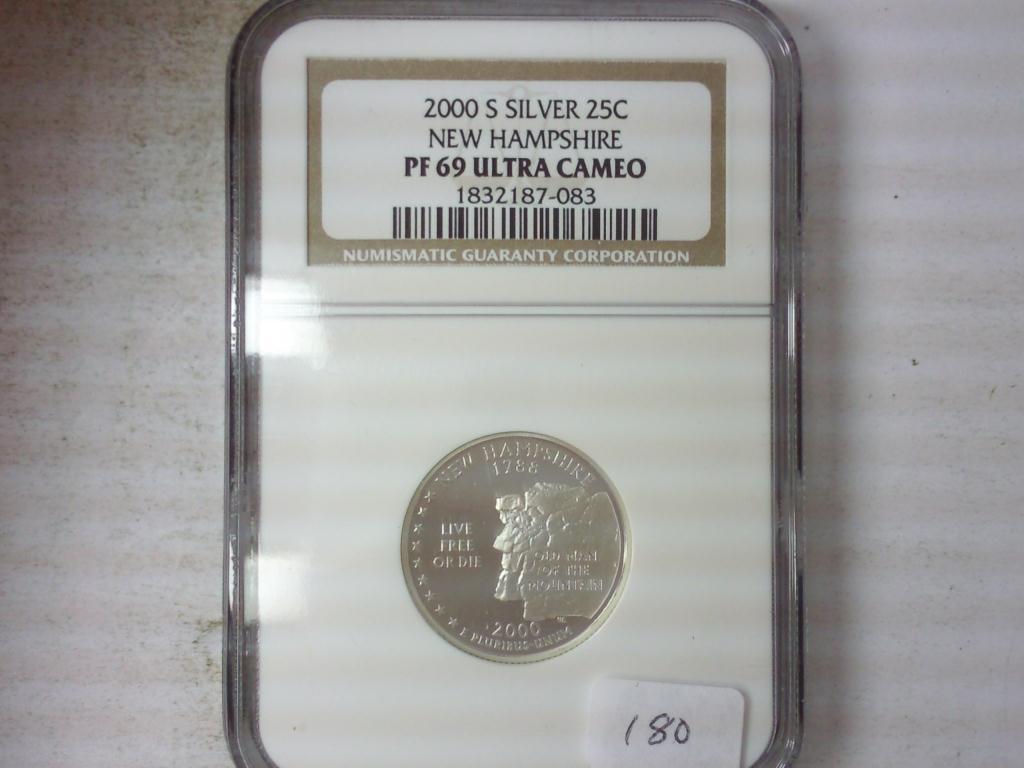 2000 S SILVER 25C
NEW HAMPSHIRE
PF 69 ULTRA CAMEO
1832187-083
NUMISMATIC GUARANTY CORPORATION
NEW HAMPSHIRE
1788
LIVE
FREE
OR DIE
OLD MAN
OF THE
MOUNTAIN
2000
E PLURIBUS UNUM
180